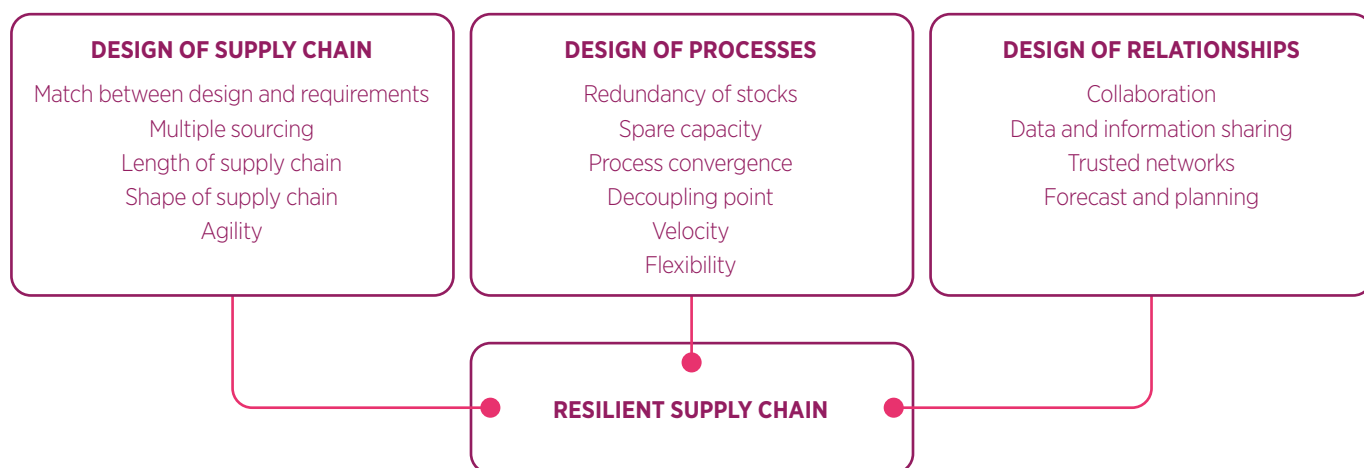 DESIGN OF SUPPLY CHAIN
Match between design and requirements
Multiple sourcing
Length of supply chain
Shape of supply chain
Agility
DESIGN OF PROCESSES
Redundancy of stocks
Spare capacity
Process convergence
Decoupling point
Velocity
Flexibility
DESIGN OF RELATIONSHIPS
Collaboration
Data and information sharing
Trusted networks
Forecast and planning
RESILIENT SUPPLY CHAIN